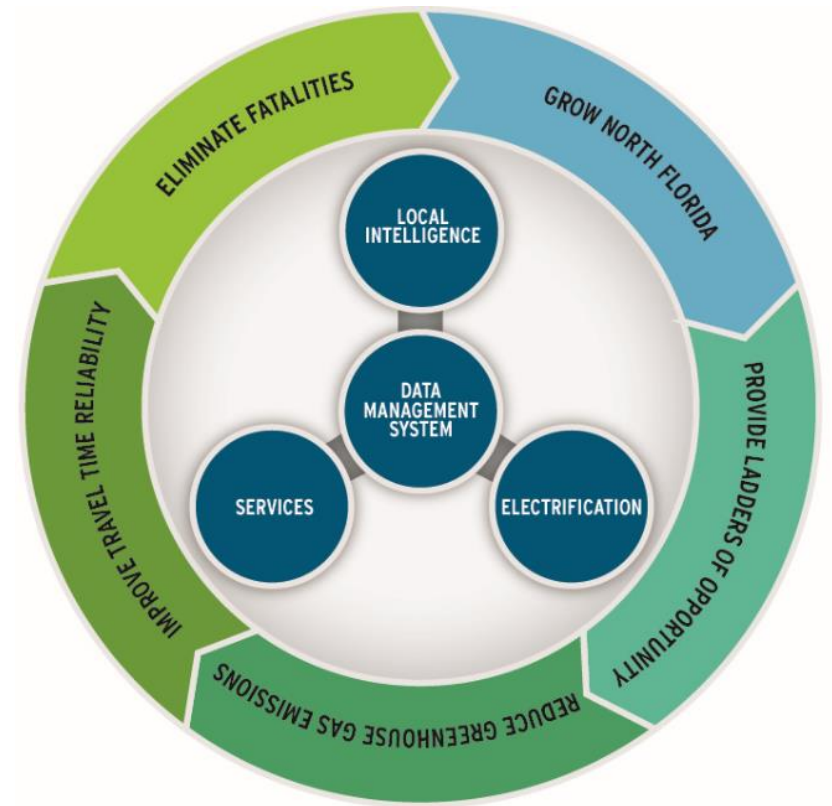 ELIMINATE FATALITIES
GROW NORTH FLORIDA
PROVIDE LADDERS OF OPPORTUNITY
REDUCE GREENHOUSE GAS EMISSIONS
IMPROVE TRAVEL TIME RELIABILITY
LOCAL
INTELLIGENCE
DATA
MANAGEMENT
SYSTEM
SERVICES
ELECTRIFICATION